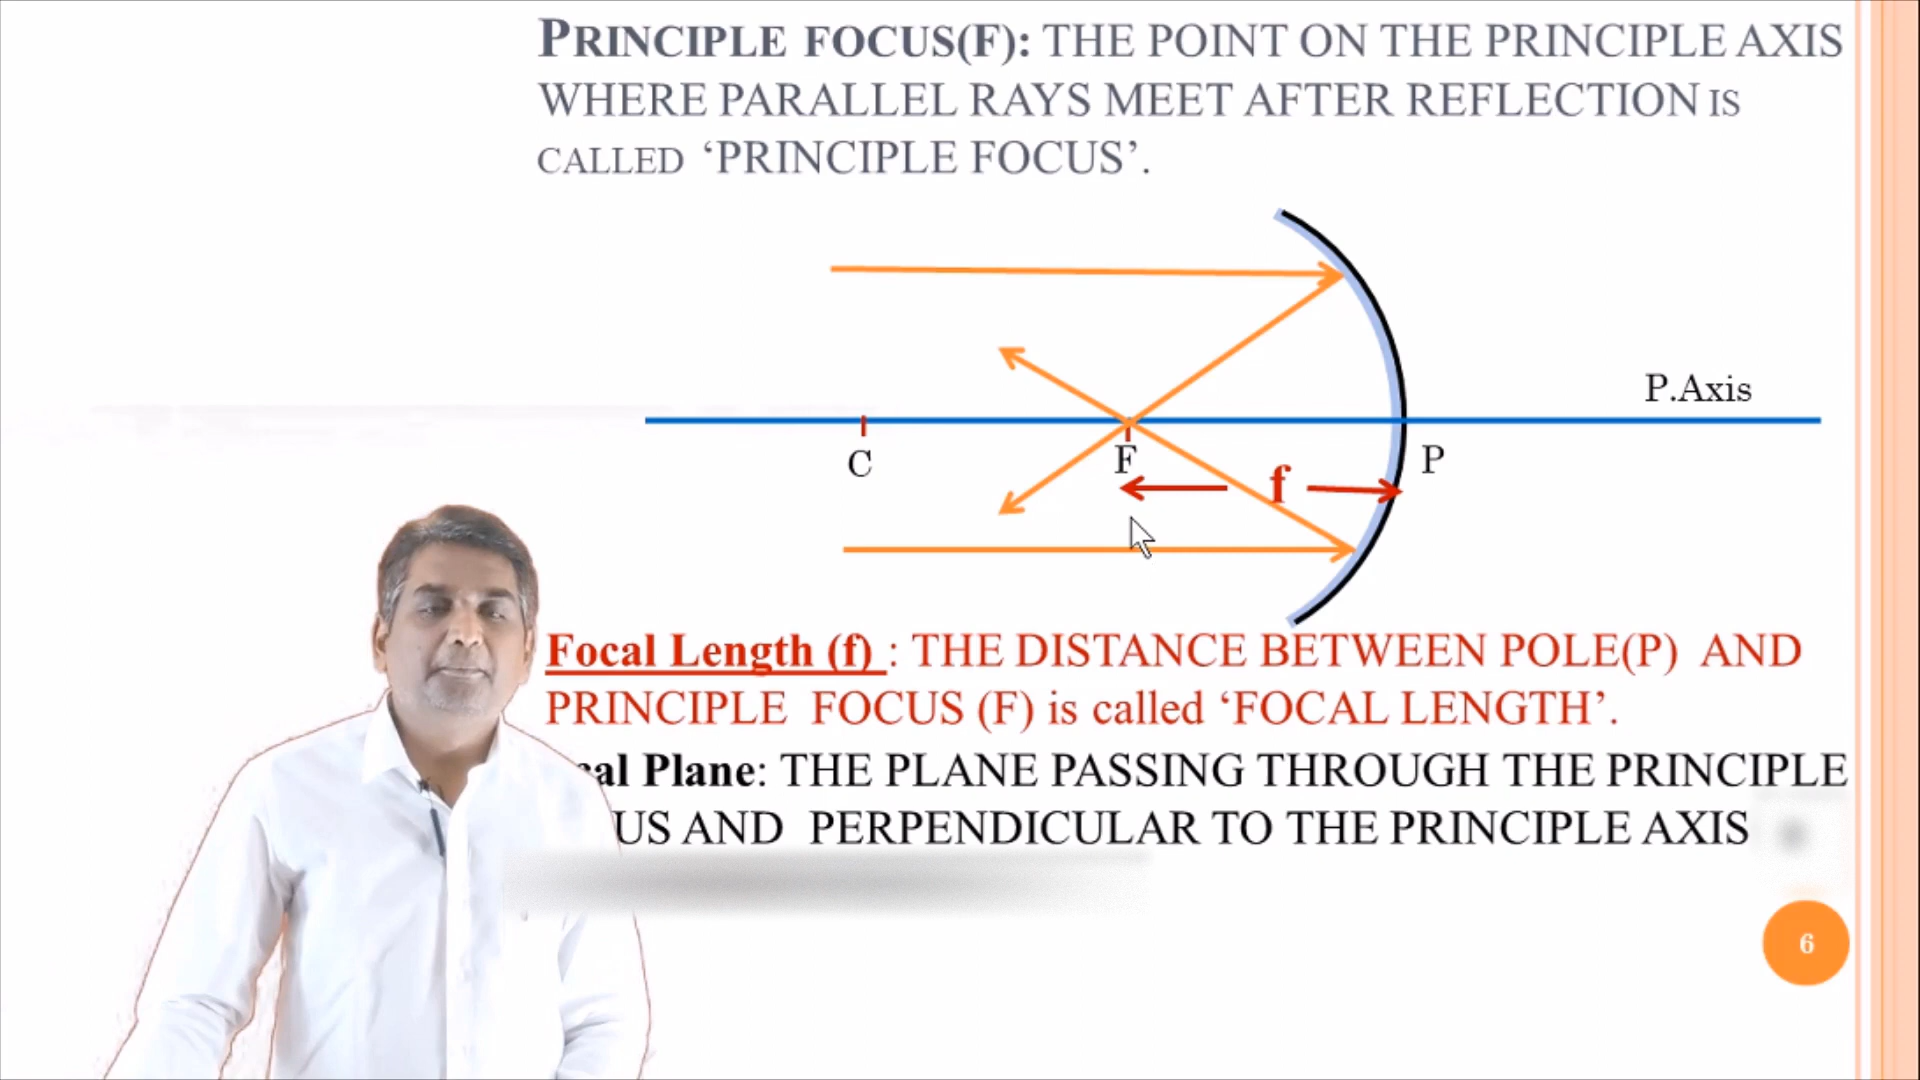 PRINCIPLE FOCUS(F): THE POINT ON THE PRINCIPLE AXIS
WHERE PARALLEL RAYS MEET AFTER REFLECTION IS
CALLED ‘PRINCIPLE FOCUS’.
P.Axis
C
F
P
f
Focal Length (f) : THE DISTANCE BETWEEN POLE(P) AND
PRINCIPLE FOCUS (F) is called ‘FOCAL LENGTH’.
Plane: THE PLANE PASSING THROUGH THE PRINCIPLE
AND PERPENDICULAR TO THE PRINCIPLE AXIS
6